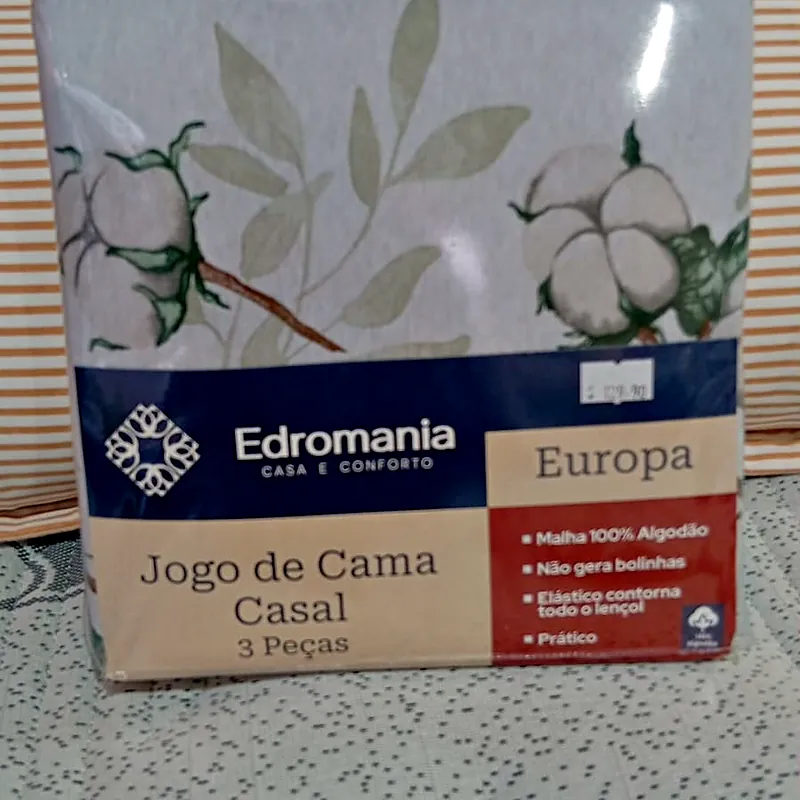 Edromania
CASA E CONFORTO
Europa
Jogo de Cama
Casal
3 Peças
▪ Malha 100% Algodão
▪ Não gera bolinhas
▪ Elástico contorna
todo o lençol
▪ Prático